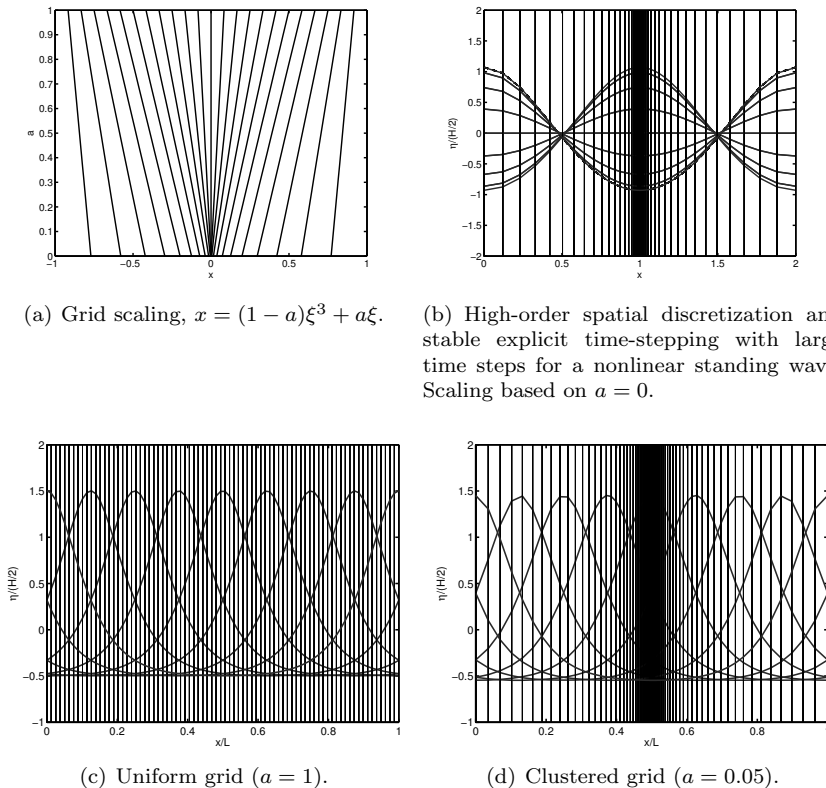 1
0.9
0.8
0.7
0.6
0.5
0.4
0.3
0.2
0.1
0
a
−1 −0.5 0 0.5 1
x
2
1.5
1
0.5
0
−0.5
−1
−1.5
−2
η/(H/2)
0 0.5 1 1.5 2
x
(a) Grid scaling, x = (1 − a)ξ³ + aξ.
(b) High-order spatial discretization an
stable explicit time-stepping with larg
time steps for a nonlinear standing wav
Scaling based on a = 0.
2
1.5
1
0.5
0
−0.5
−1
η/(H/2)
0 0.2 0.4 0.6 0.8 1
x/L
2
1.5
1
0.5
0
−0.5
−1
η/(H/2)
0 0.2 0.4 0.6 0.8 1
x/L
(c) Uniform grid (a = 1).
(d) Clustered grid (a = 0.05).